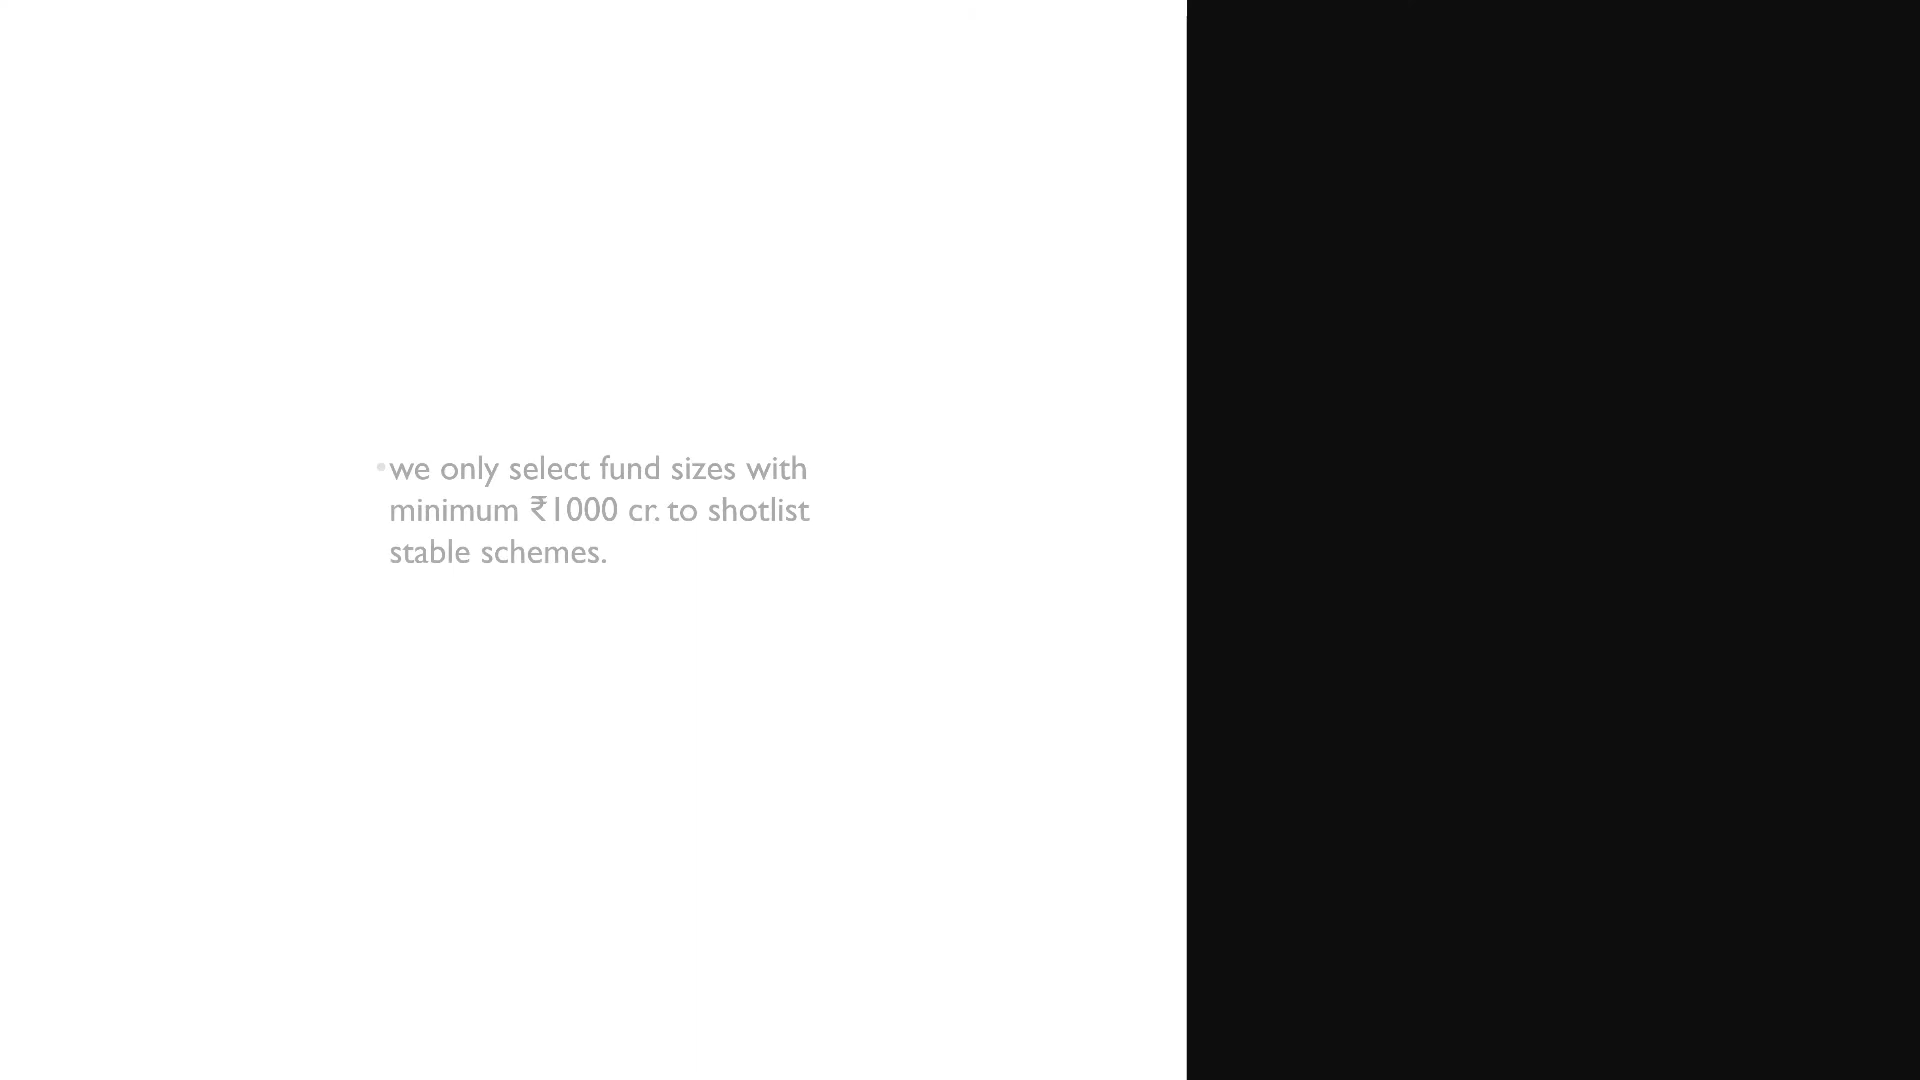 •we only select fund sizes with
minimum ₹1000 cr. to shotlist
stable schemes.